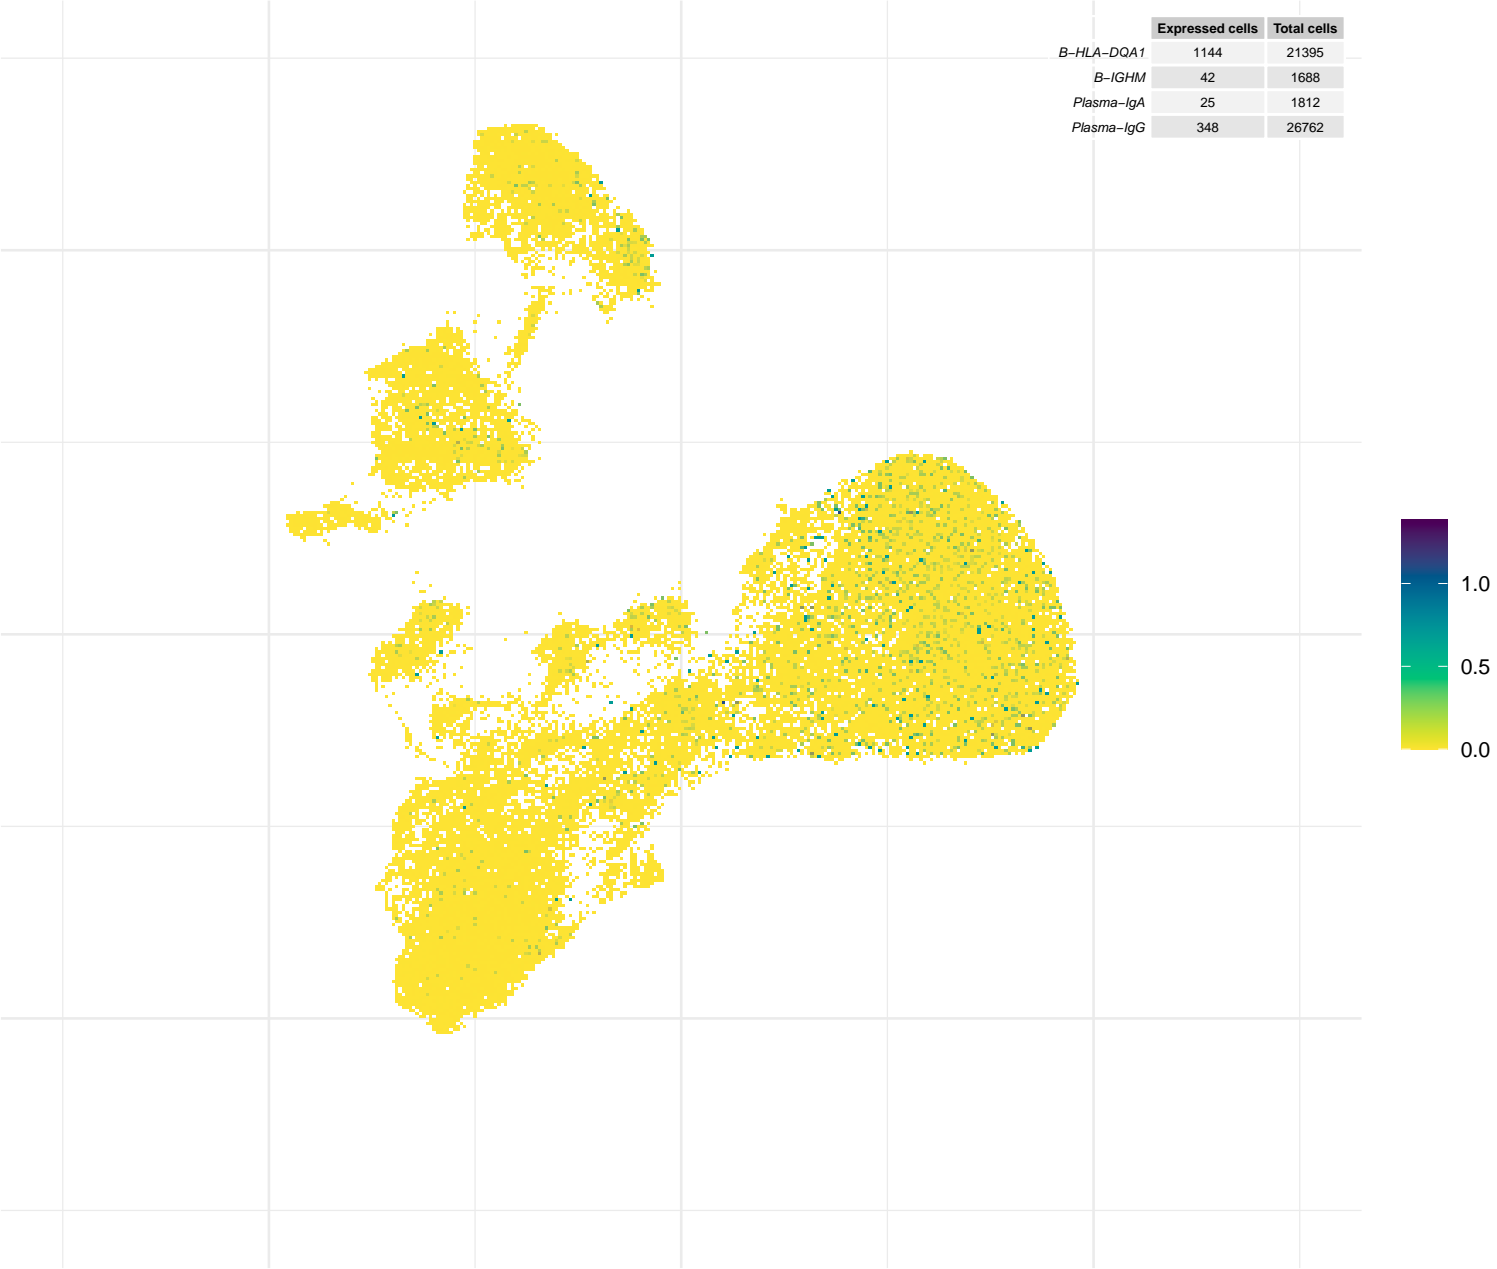 Expressed cells Total cells
B−HLA−DQA1 1144 21395
B−IGHM 42 1688
Plasma−IgA 25 1812
Plasma−IgG 348 26762
1.0
0.5
0.0